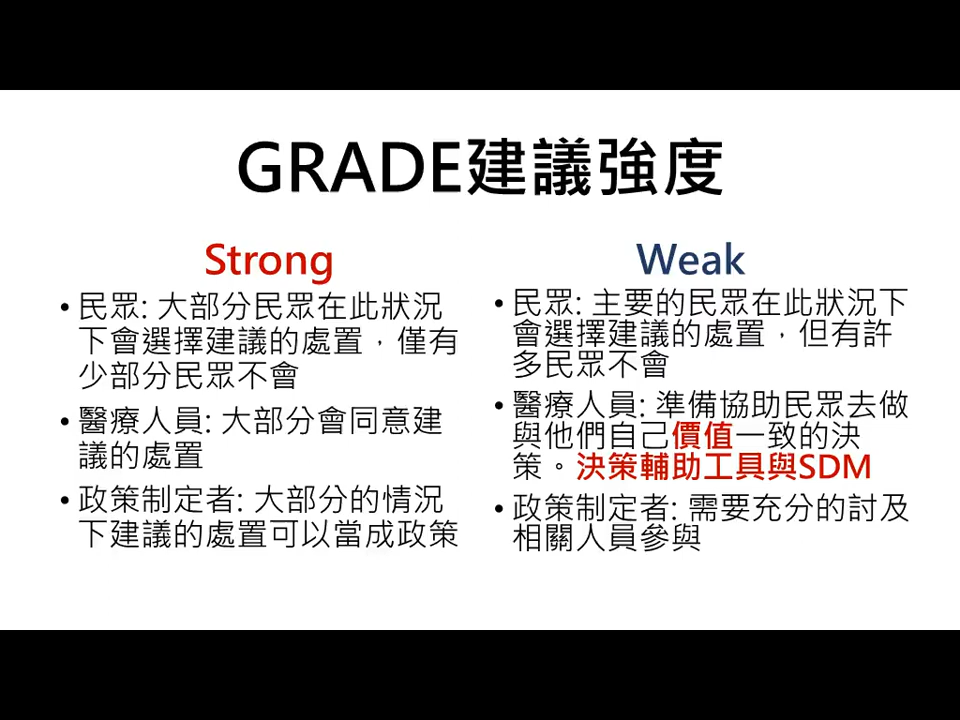 GRADE建議強度
Strong
• 民眾: 大部分民眾在此狀況
下會選擇建議的處置，僅有
少部分民眾不會
• 醫療人員: 大部分會同意建
議的處置
• 政策制定者: 大部分的情況
下建議的處置可以當成政策
Weak
• 民眾: 主要的民眾在此狀況下
會選擇建議的處置，但有許
多民眾不會
• 醫療人員: 準備協助民眾去做
與他們自己價值一致的決
策。決策輔助工具與SDM
• 政策制定者: 需要充分的討及
相關人員參與